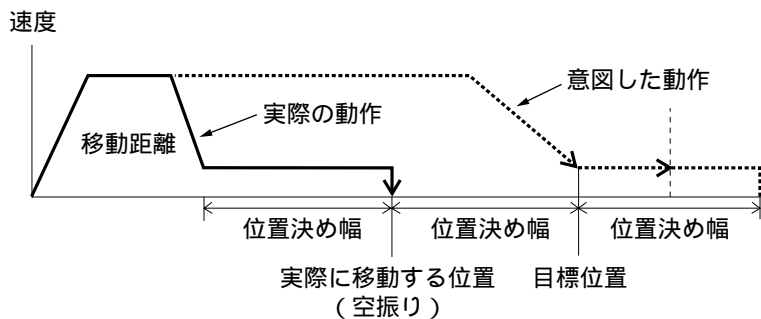 速度
意図した動作
実際の動作
移動距離
位置決め幅
位置決め幅
位置決め幅
実際に移動する位置
（空振り）
目標位置